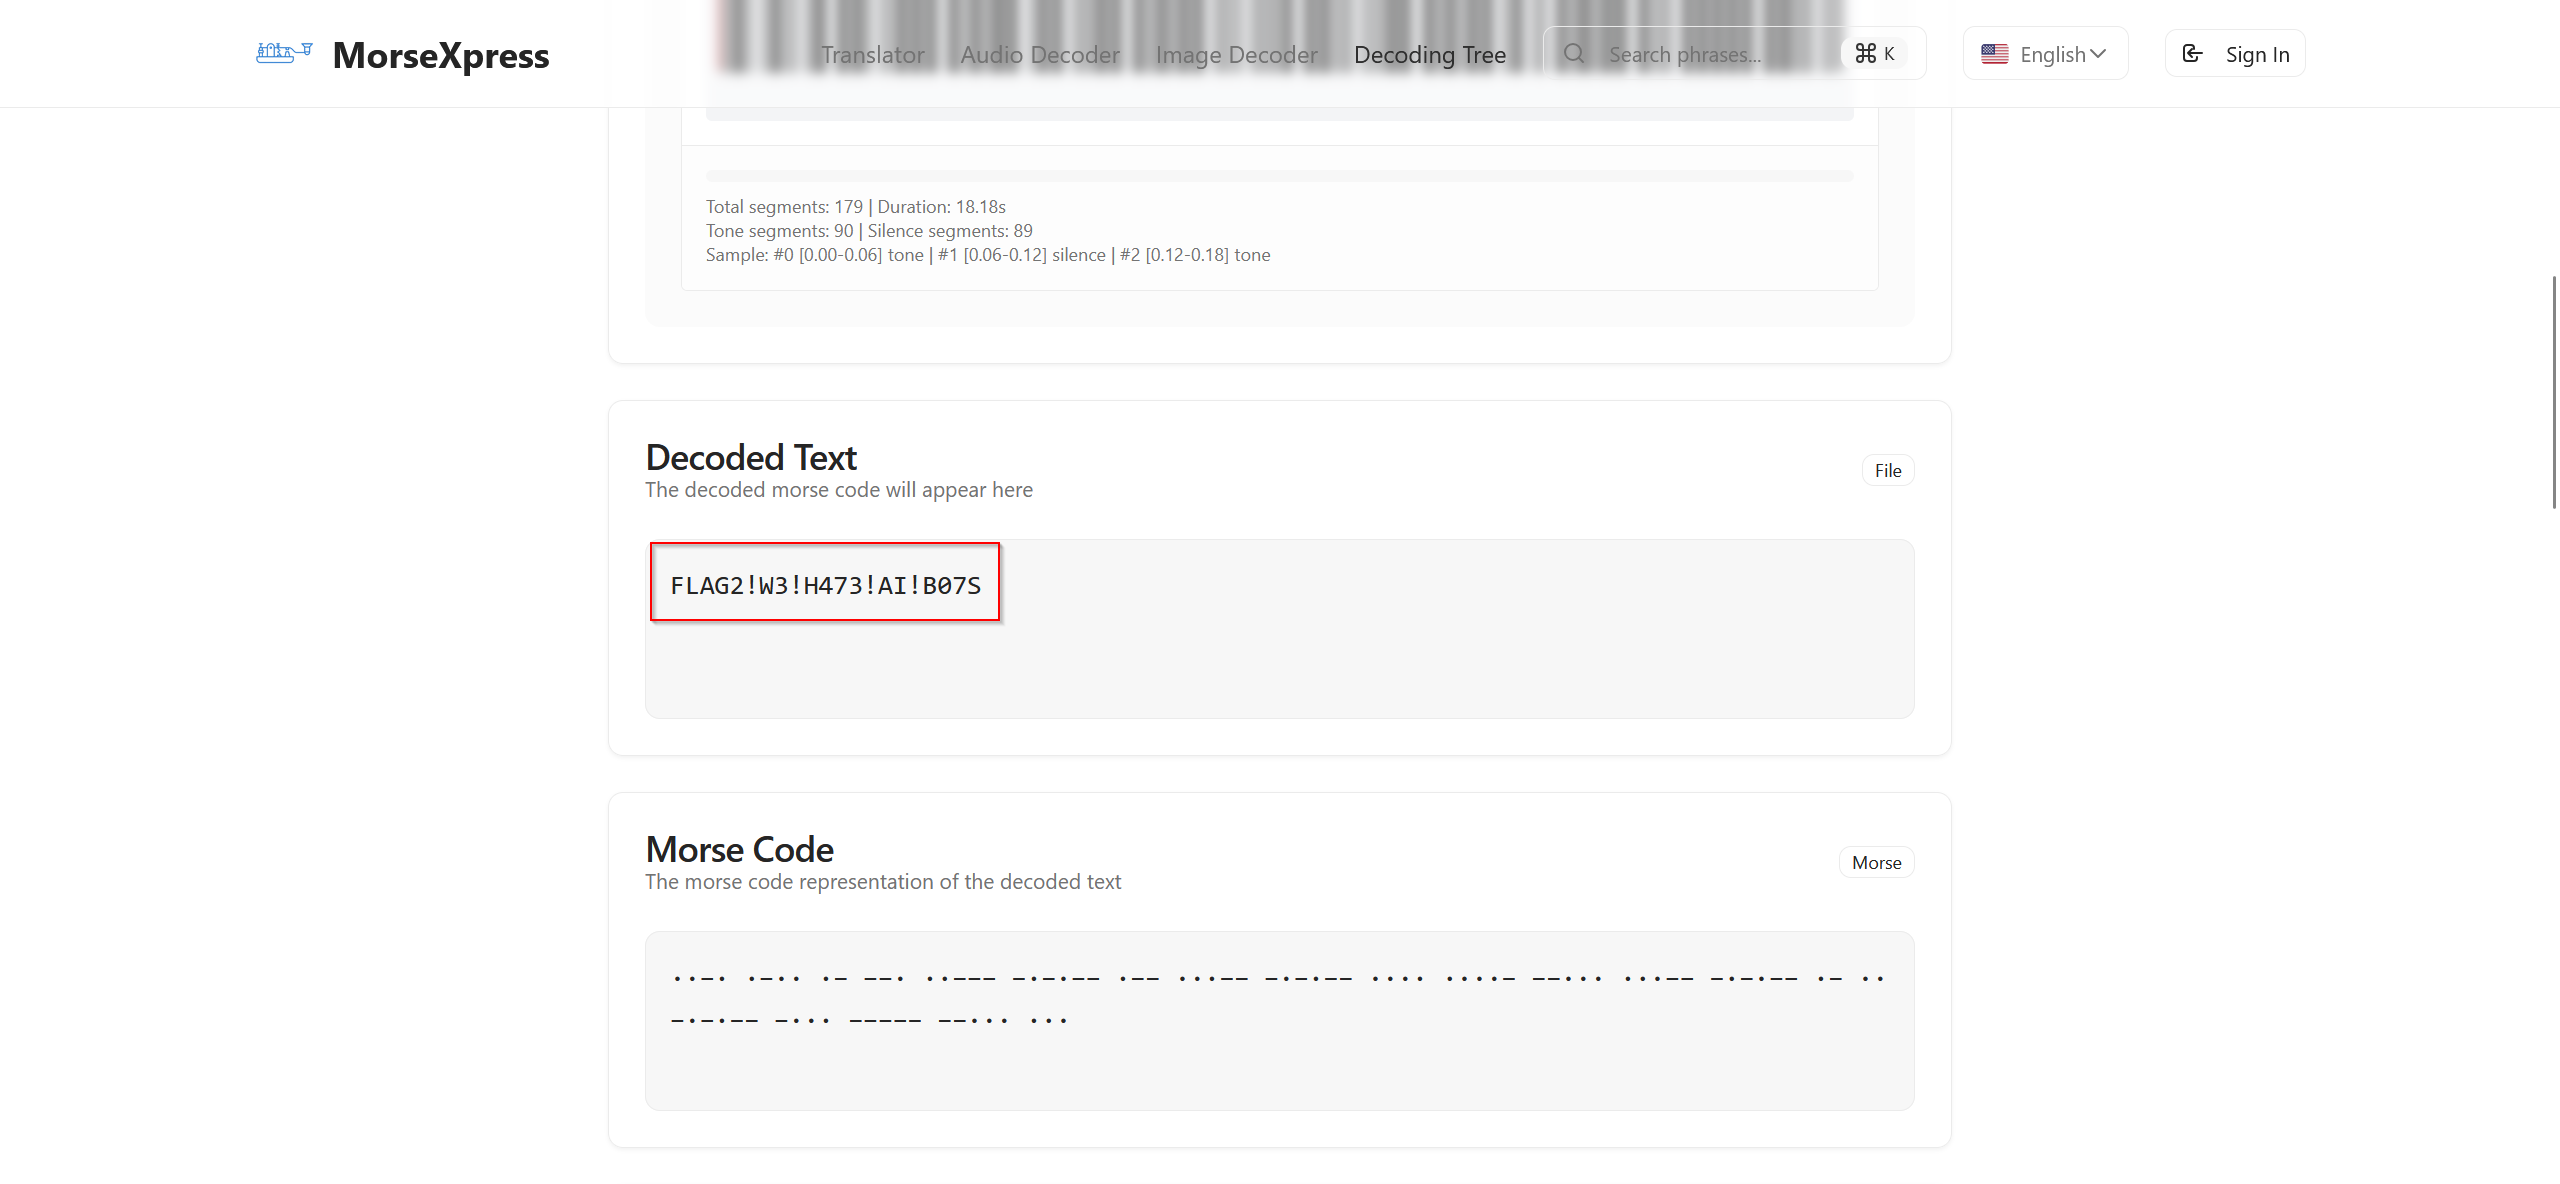 MorseXpress
Translator Audio Decoder Image Decoder Decoding Tree Search phrases... ⌘ K English Sign In
Total segments: 179 | Duration: 18.18s
Tone segments: 90 | Silence segments: 89
Sample: #0 [0.00-0.06] tone | #1 [0.06-0.12] silence | #2 [0.12-0.18] tone
Decoded Text
The decoded morse code will appear here
File
FLAG2!W3!H473!AI!B07S
Morse Code
The morse code representation of the decoded text
Morse
··–· ·–·· ·– ––· ··––– –·–·–– ·–– ···–– –·–·–– ···· ····– ––··· ···–– –·–·–– ·– ··
–·–·–– –··· ––––– ––··· ···